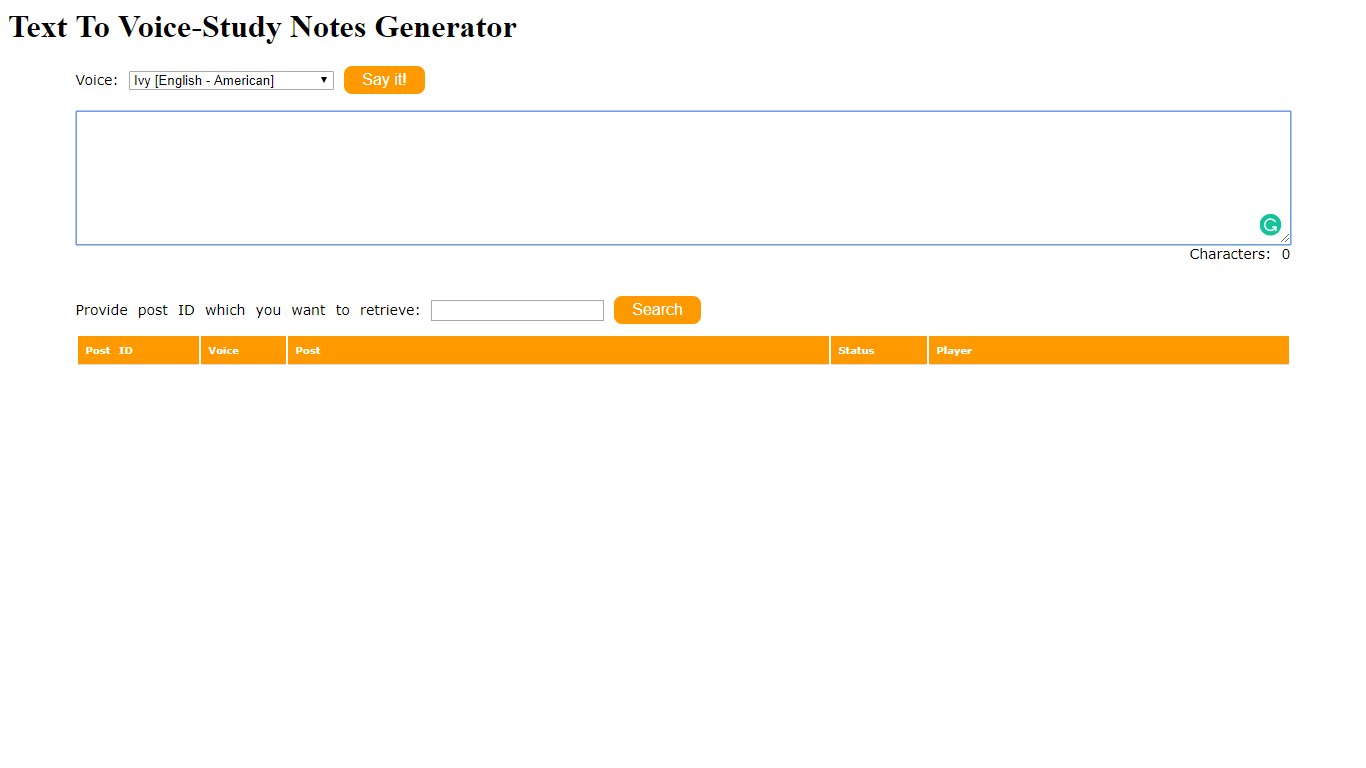 Text To Voice-Study Notes Generator
Voice: Ivy [English - American] Say it!
Characters: 0
Provide post ID which you want to retrieve: Search
Post ID Voice Post Status Player